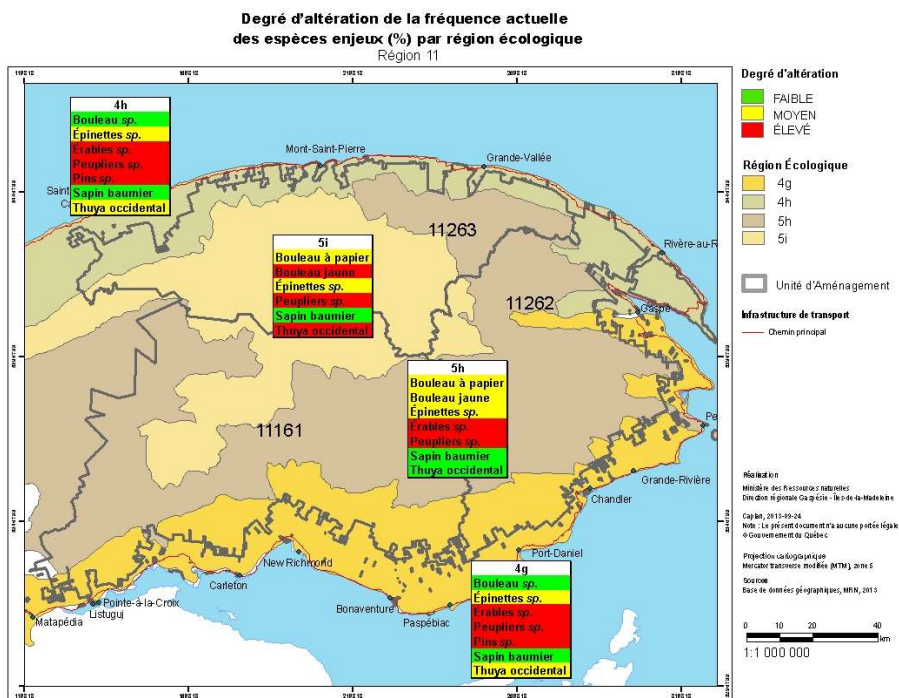 Degré d'altération de la fréquence actuelle
des espèces enjeux (%) par région écologique
Région 11
4h
Bouleau sp.
Épinettes sp.
Érables sp.
Peupliers sp.
Pins sp.
Sapin baumier
Thuya occidental
Mont-Saint-Pierre
Grande-Vallée
Rivière-au-R
11263
5i
Bouleau à papier
Bouleau jaune
Épinettes sp.
Peupliers sp.
Sapin baumier
Thuya occidental
11262
Gaspé
5h
Bouleau à papier
Bouleau jaune
Épinettes sp.
Érables sp.
Peupliers sp.
Sapin baumier
Thuya occidental
11161
Pe
Grande-Rivière
Chandler
Port-Daniel
New Richmond
Carleton
Bonaventure
Paspébiac
Pointe-à-la-Croix
Listuguj
Matapédia
4g
Bouleau sp.
Épinettes sp.
Érables sp.
Peupliers sp.
Pins sp.
Sapin baumier
Thuya occidental
Degré d'altération
FAIBLE
MOYEN
ÉLEVÉ
Région Écologique
4g
4h
5h
5i
Unité d'Aménagement
Infrastructure de transport
Chemin principal
Réalisation
Ministère des Ressources naturelles
Direction régionale Gaspésie - Îles-de-la-Madeleine
Caplan, 2013-09-24
Note : Le présent document n'a aucune portée légale
© Gouvernement du Québec
Projection cartographique
Mercator transverse modifiée (MTM), zone 5
Sources
Base de données géographiques, MRN, 2013
0 10 20 40
km
1:1 000 000